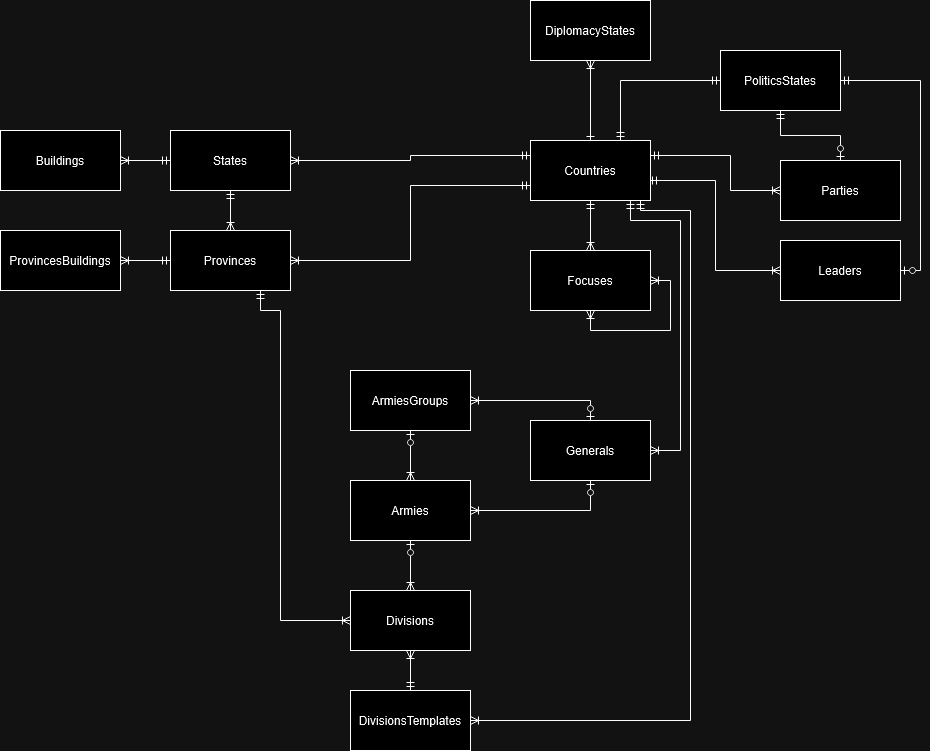 DiplomacyStates
PoliticsStates
Buildings
States
Countries
Parties
ProvincesBuildings
Provinces
Focuses
Leaders
ArmiesGroups
Generals
Armies
Divisions
DivisionsTemplates